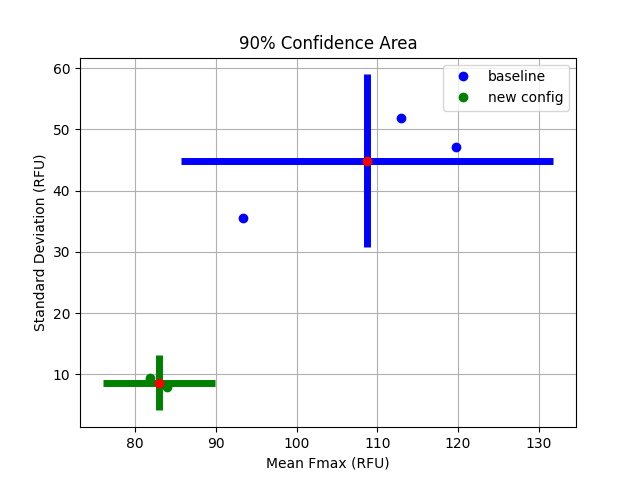 90% Confidence Area
baseline
new config
60
50
40
30
20
10
Standard Deviation (RFU)
80 90 100 110 120 130
Mean Fmax (RFU)